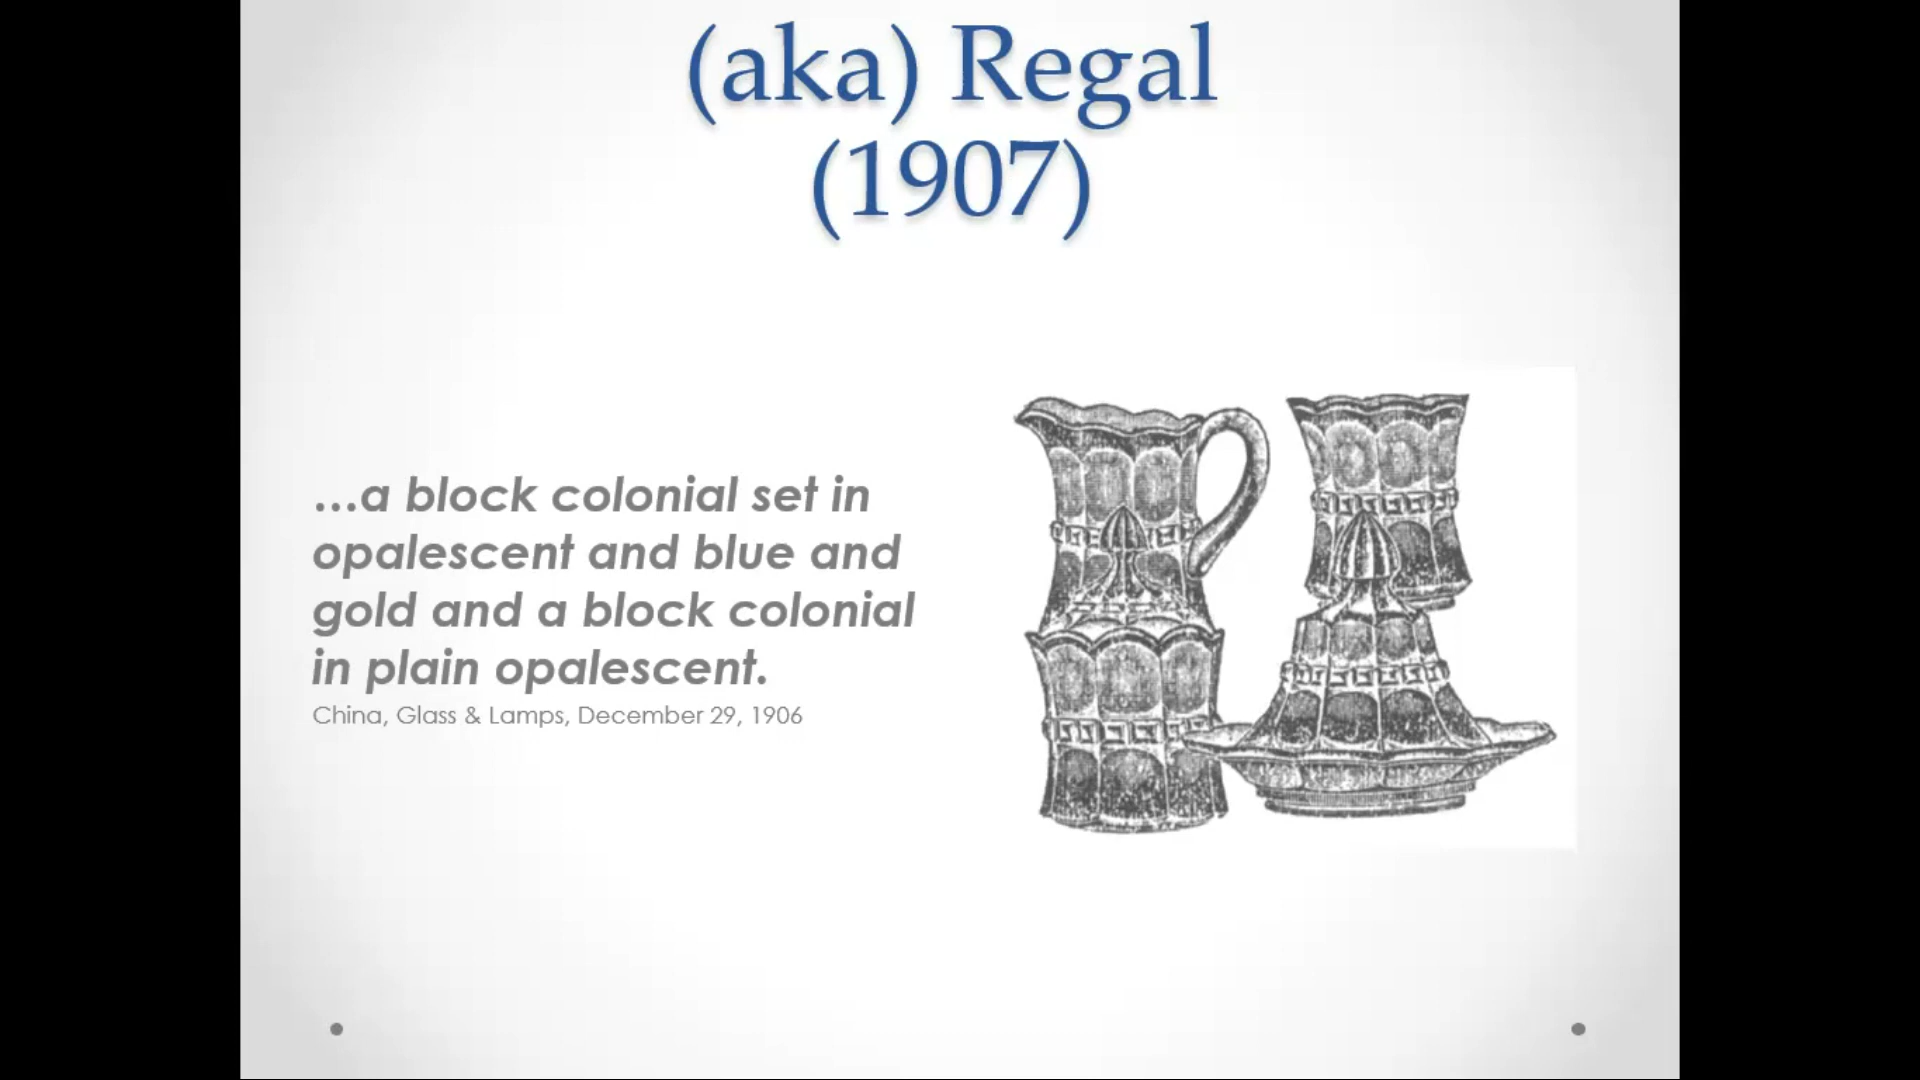 (aka) Regal
(1907)
...a block colonial set in
opalescent and blue and
gold and a block colonial
in plain opalescent.
China, Glass & Lamps, December 29, 1906